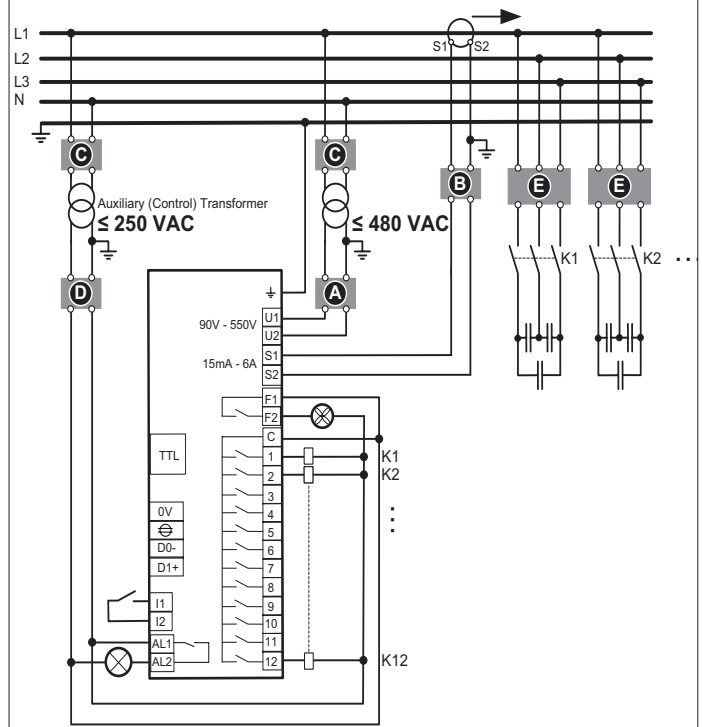 L1
S1 S2
L2
L3
N
C
C
B
E
E
Auxiliary (Control) Transformer
≤ 250 VAC
≤ 480 VAC
K1
K2
...
D
A
90V - 550V
U1
U2
15mA - 6A
S1
S2
F1
F2
C
TTL
1
K1
2
K2
3
0V
4
5
D0-
6
D1+
7
8
I1
9
I2
10
AL1
11
AL2
12
K12